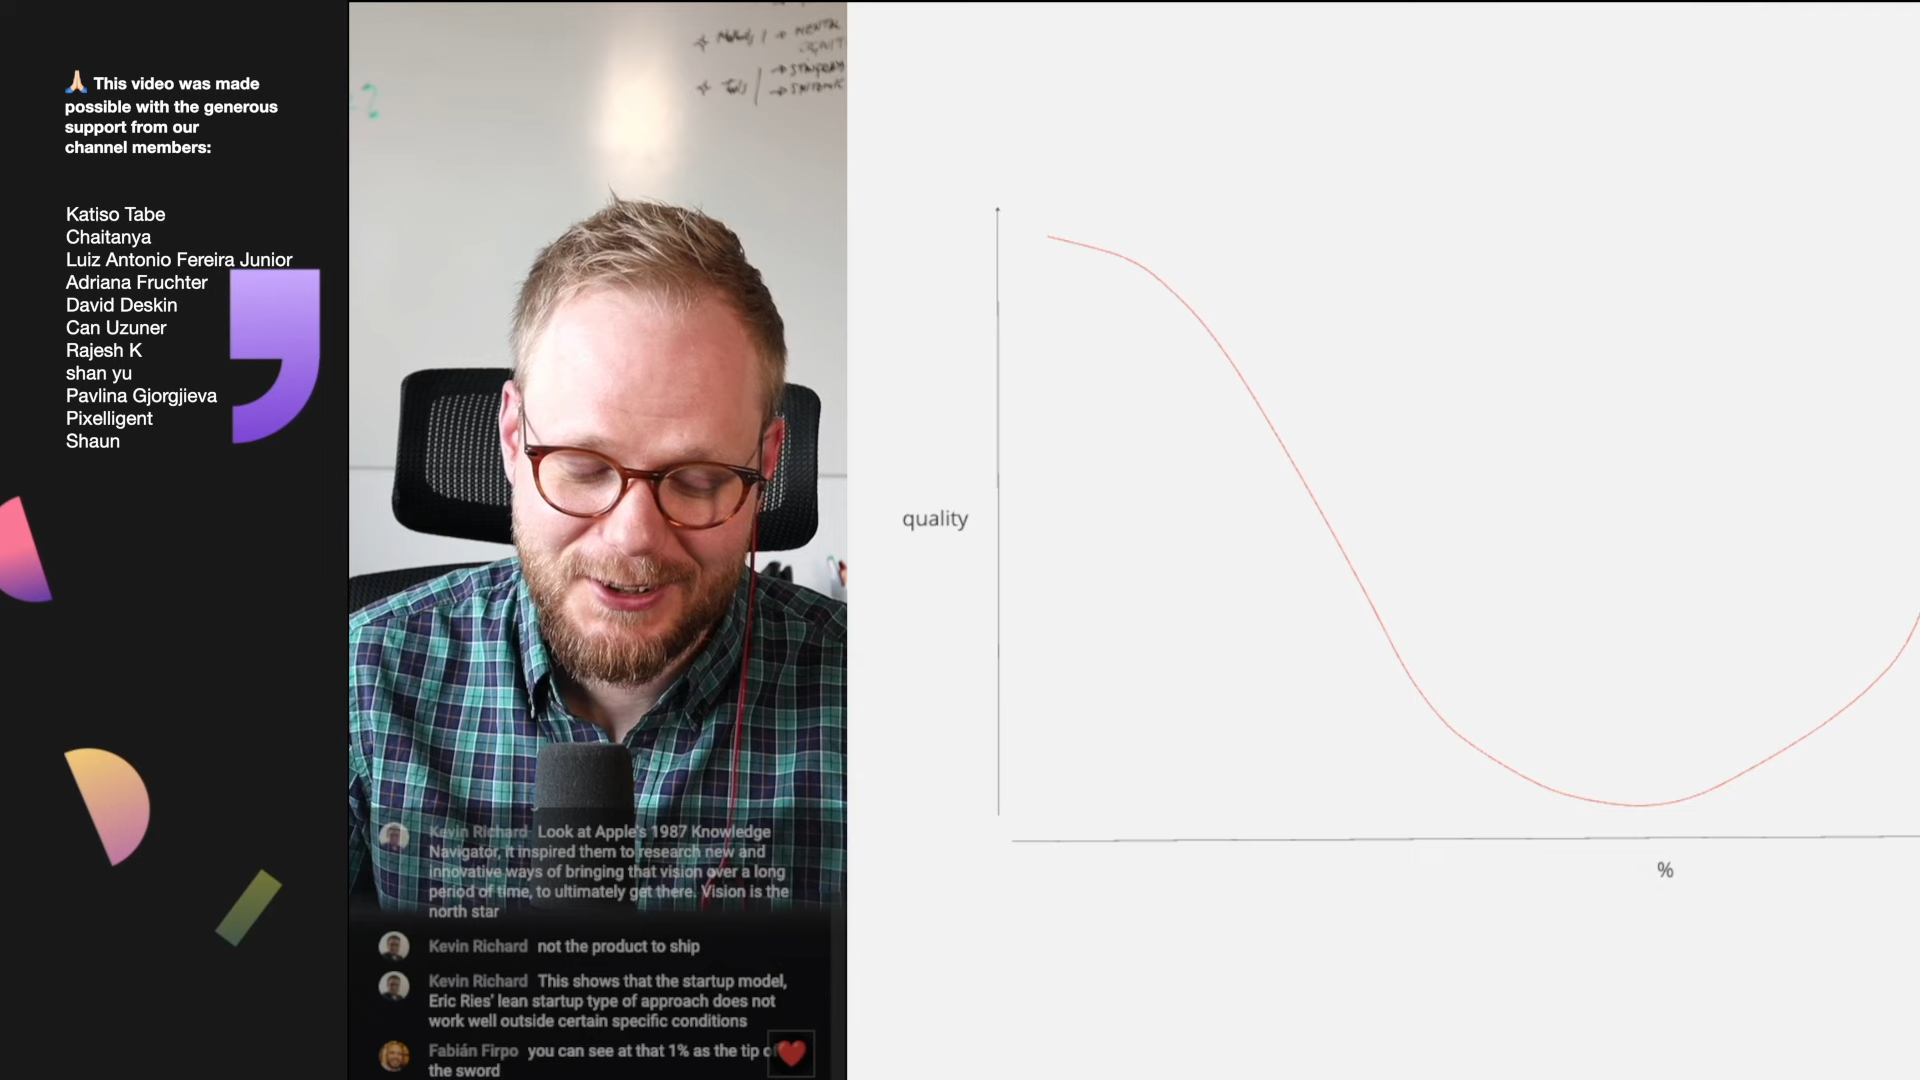 🙏🏻 This video was made
possible with the generous
support from our
channel members:
Katiso Tabe
Chaitanya
Luiz Antonio Fereira Junior
Adriana Fruchter
David Deskin
Can Uzuner
Rajesh K
shan yu
Pavlina Gjorgjieva
Pixelligent
Shaun
MENTAL
Kevin Richard Look at Apple's 1987 Knowledge
Navigator, it inspired them to research new and
innovative ways of bringing that vision over a long
period of time, to ultimately get there. Vision is the
north star
Kevin Richard not the product to ship
Kevin Richard This shows that the startup model,
Eric Ries' lean startup type of approach does not
work well outside certain specific conditions
Fabián Firpo you can see at that 1% as the tip of
the sword
quality
%